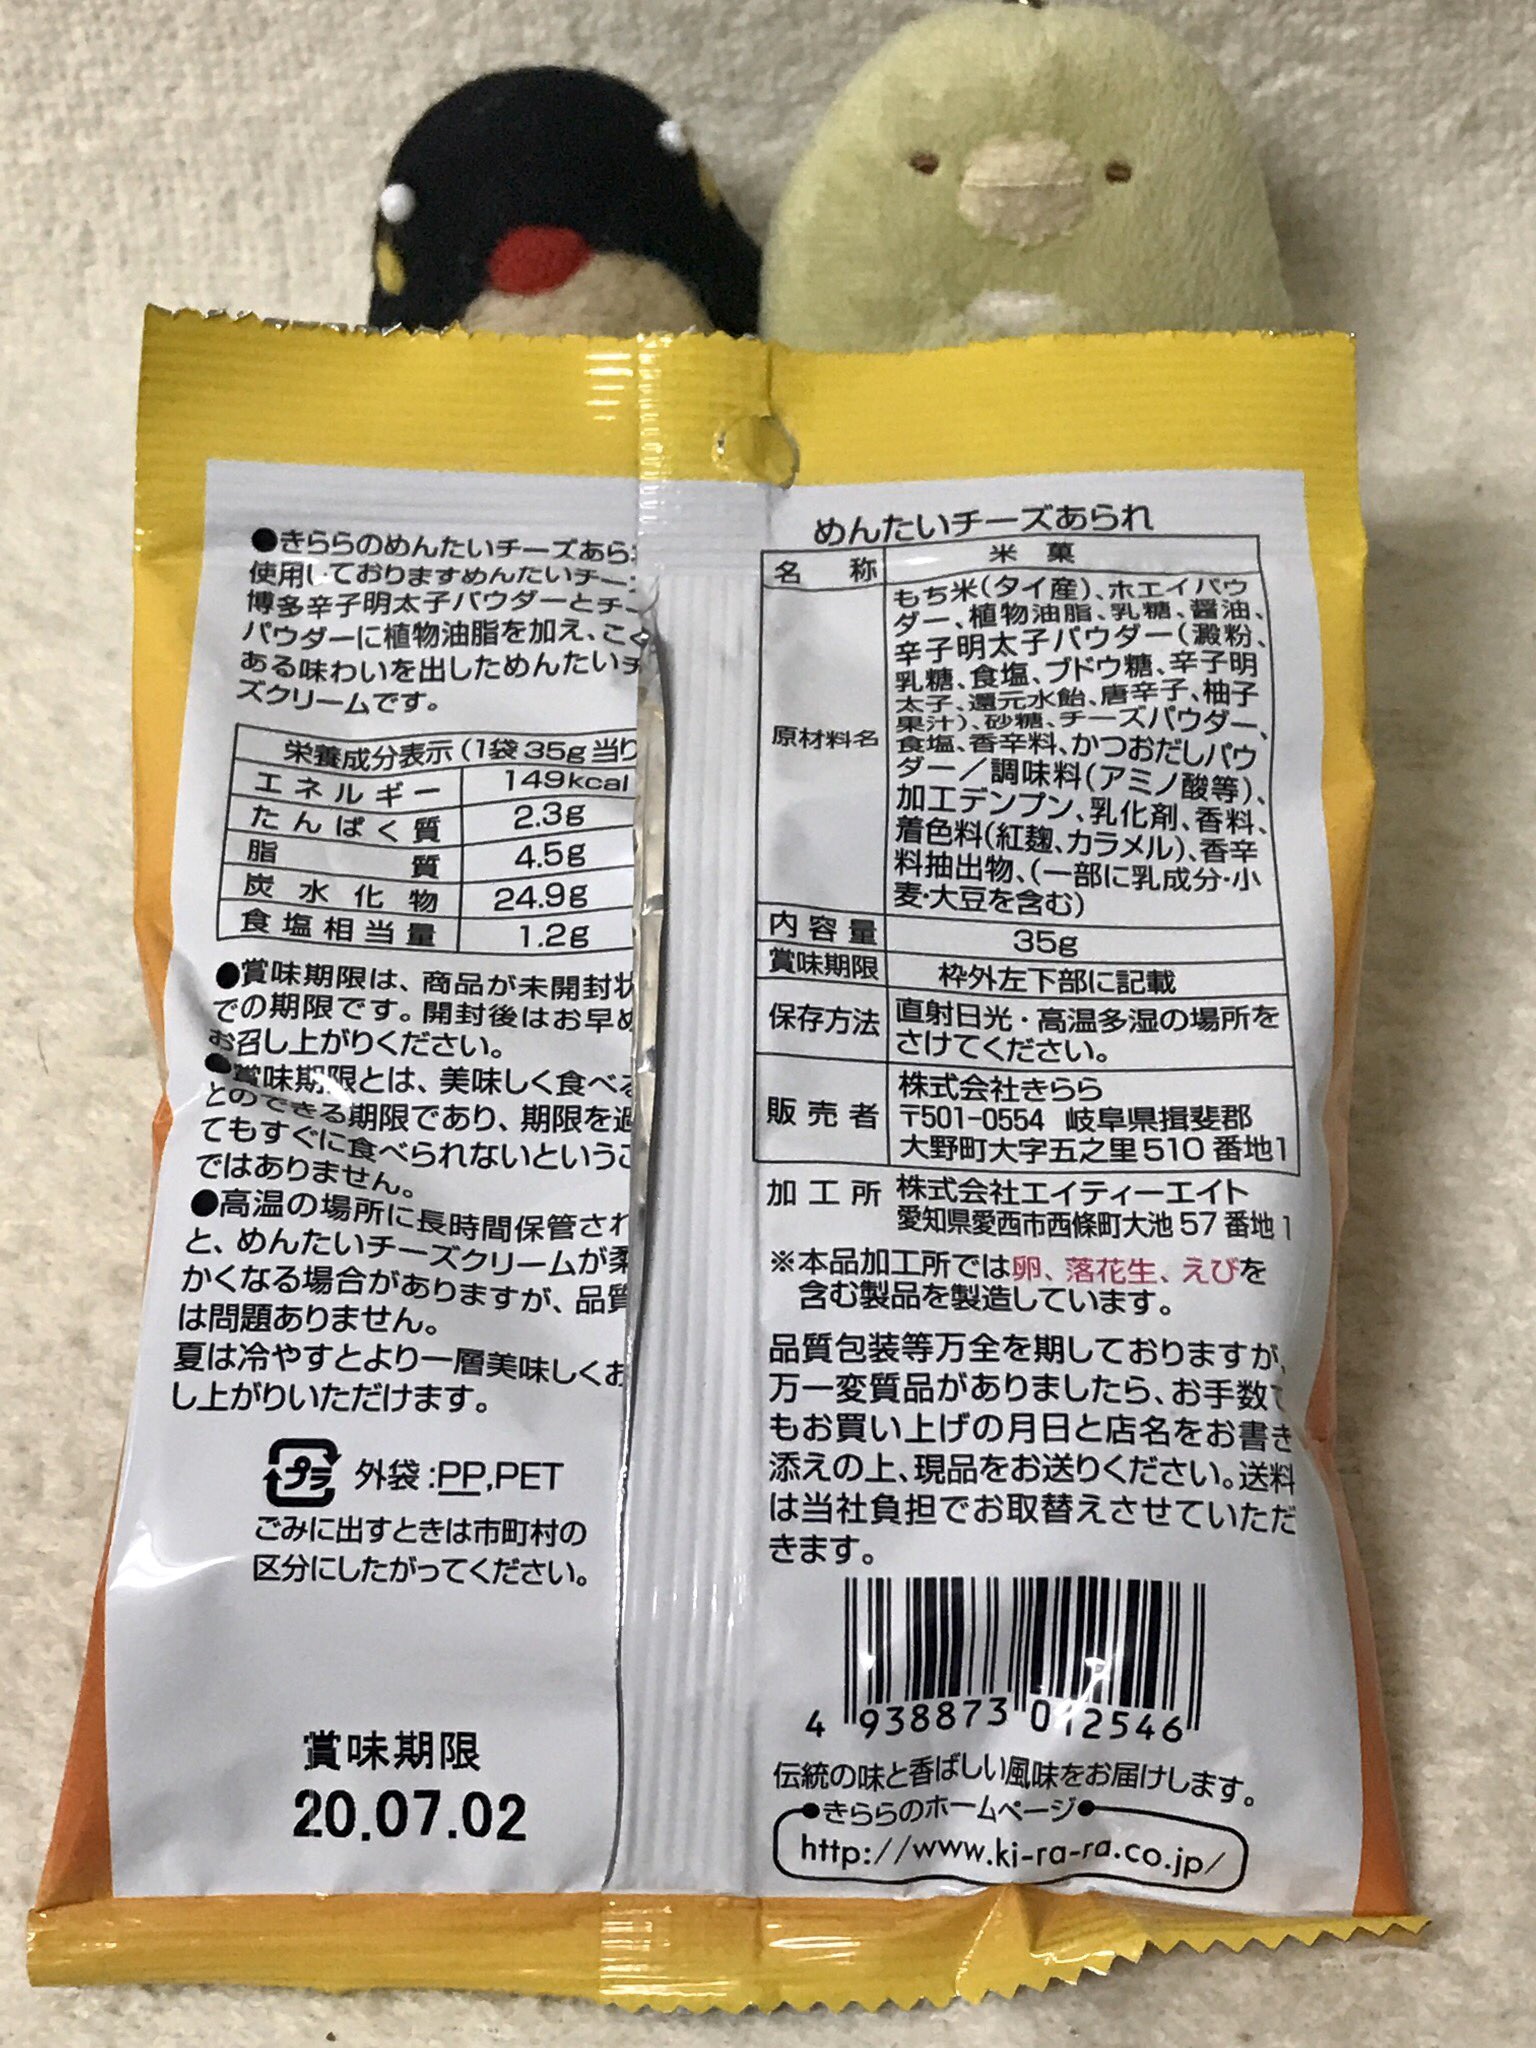 ●きららのめんたいチーズあら
使用しておりますめんたいチー
博多辛子明太子パウダーとチー
パウダーに植物油脂を加え、こく
ある味わいを出しためんたいチ
ズクリームです。
栄養成分表示(1袋35g当り
エネルギー 149kcal
たんぱく質 2.3g
脂質 4.5g
炭水化物 24.9g
食塩相当量 1.2g
●賞味期限は、商品が未開封状
での期限です。開封後はお早め
お召し上がりください。
●賞味期限とは、美味しく食べる
とのできる期限であり、期限を過
てもすぐに食べられないというこ
ではありません。
●高温の場所に長時間保管され
と、めんたいチーズクリームが柔
かくなる場合がありますが、品質
は問題ありません。
夏は冷やすとより一層美味しくお
し上がりいただけます。
プラ 外袋:PP,PET
ごみに出すときは市町村の
区分にしたがってください。
賞味期限
20.07.02
めんたいチーズあられ
名称 米菓
原材料名 もち米(タイ産)、ホエイパウ
ダー、植物油脂、乳糖、醤油、
辛子明太子パウダー(澱粉、
乳糖、食塩、ブドウ糖、辛子明
太子、還元水飴、唐辛子、柚子
果汁)、砂糖、チーズパウダー、
食塩、香辛料、かつおだしパウ
ダー/調味料(アミノ酸等)、
加工デンプン、乳化剤、香料、
着色料(紅麹、カラメル)、香辛
料抽出物、(一部に乳成分・小
麦・大豆を含む)
内容量 35g
賞味期限 枠外左下部に記載
保存方法 直射日光・高温多湿の場所を
さけてください。
販売者 株式会社きらら
〒501-0554 岐阜県揖斐郡
大野町大字五之里510番地1
加工所 株式会社エイティーエイト
愛知県愛西市西條町大池57番地1
※本品加工所では卵、落花生、えびを
含む製品を製造しています。
品質包装等万全を期しておりますが、
万一変質品がありましたら、お手数で
もお買い上げの月日と店名をお書き
添えの上、現品をお送りください。送料
は当社負担でお取替えさせていただ
きます。
4 938873 012546
伝統の味と香ばしい風味をお届けします。
●きららのホームページ●
http://www.ki-ra-ra.co.jp/